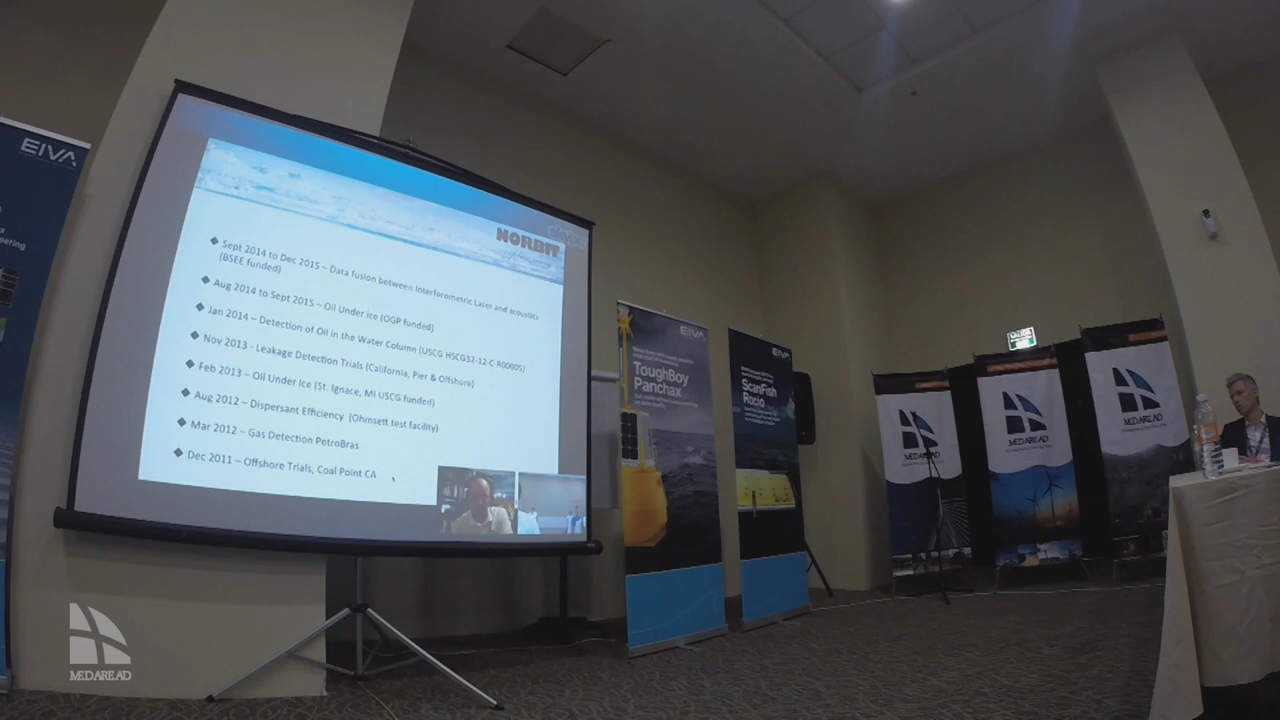 EIVA
eering
skype
NORBIT
Sept 2014 to Dec 2015 – Data fusion between Interferometric Laser and acoustics
(BSEE funded)
Aug 2014 to Sept 2015 – Oil Under ice (OGP funded)
Jan 2014 – Detection of Oil in the Water Column (USCG HSCG32-12-C-R00005)
Nov 2013 - Leakage Detection Trials (California, Pier & Offshore)
Feb 2013 – Oil Under Ice (St. Ignace, MI USCG funded)
Aug 2012 – Dispersant Efficiency (Ohmsett test facility)
Mar 2012 – Gas Detection PetroBras
Dec 2011 – Offshore Trials, Coal Point CA
EIVA
ToughBoy
Panchax
EIVA
ScanFish
Rocio
SALIDA
MEDAREAD
MEDAREAD
MEDAREAD
MEDAREAD